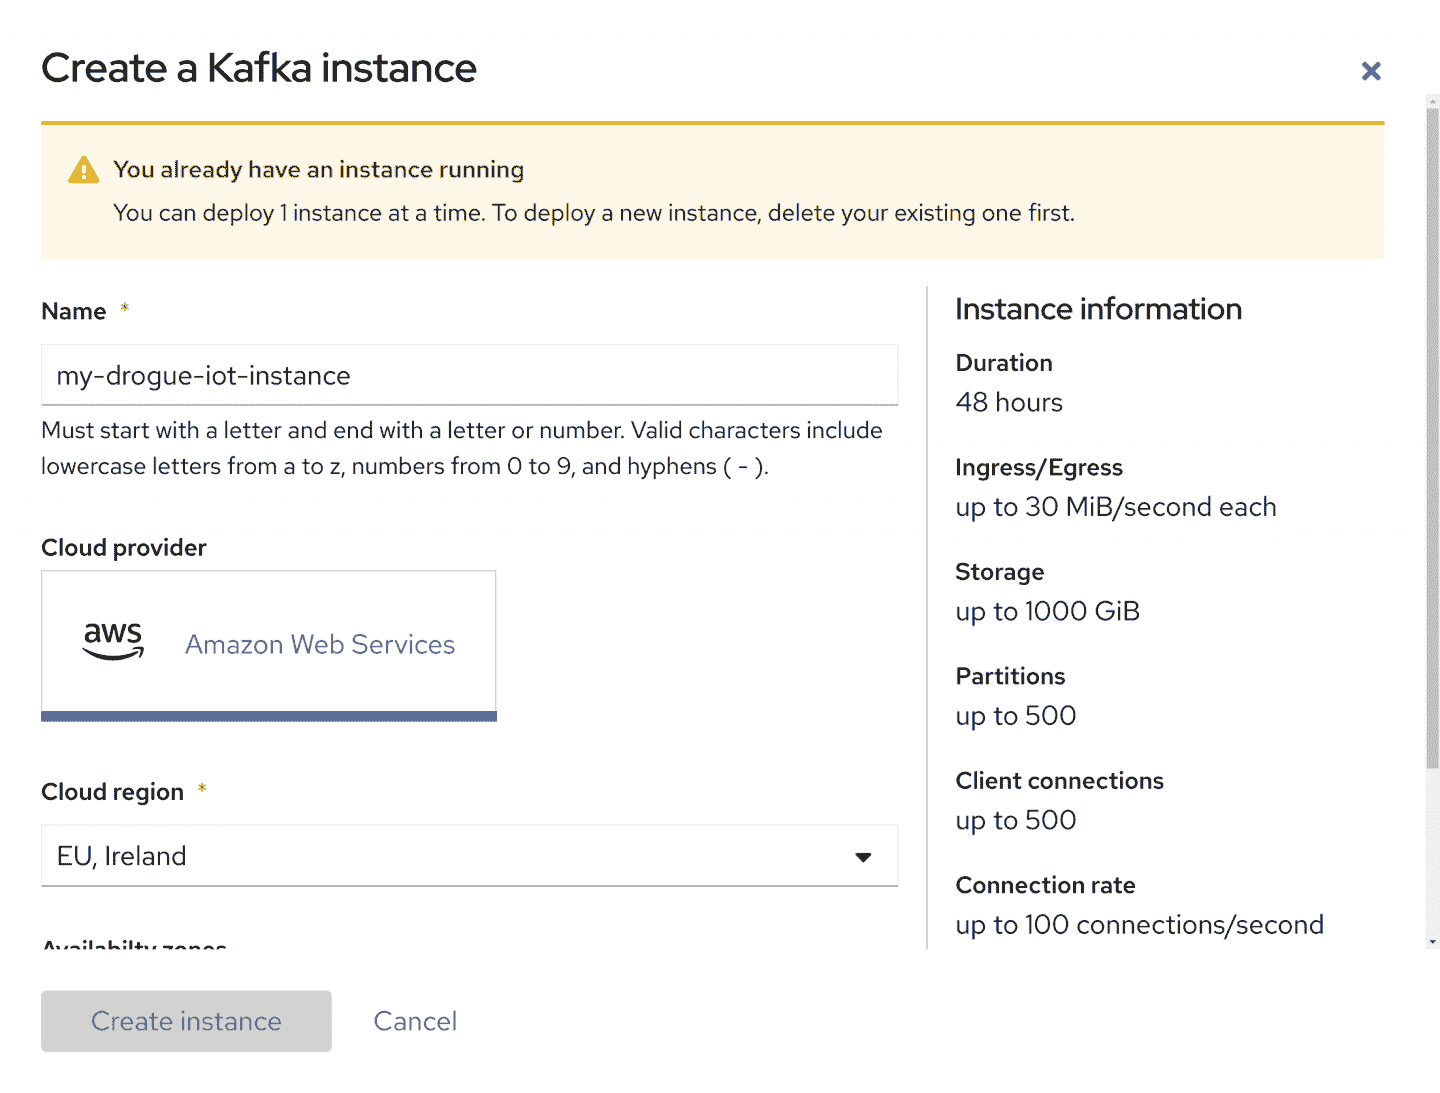 Create a Kafka instance
You already have an instance running
You can deploy 1 instance at a time. To deploy a new instance, delete your existing one first.
Name *
my-drogue-iot-instance
Must start with a letter and end with a letter or number. Valid characters include
lowercase letters from a to z, numbers from 0 to 9, and hyphens ( - ).
Cloud provider
aws
Amazon Web Services
Cloud region *
EU, Ireland
Availabilty zones
Instance information
Duration
48 hours
Ingress/Egress
up to 30 MiB/second each
Storage
up to 1000 GiB
Partitions
up to 500
Client connections
up to 500
Connection rate
up to 100 connections/second
Create instance
Cancel